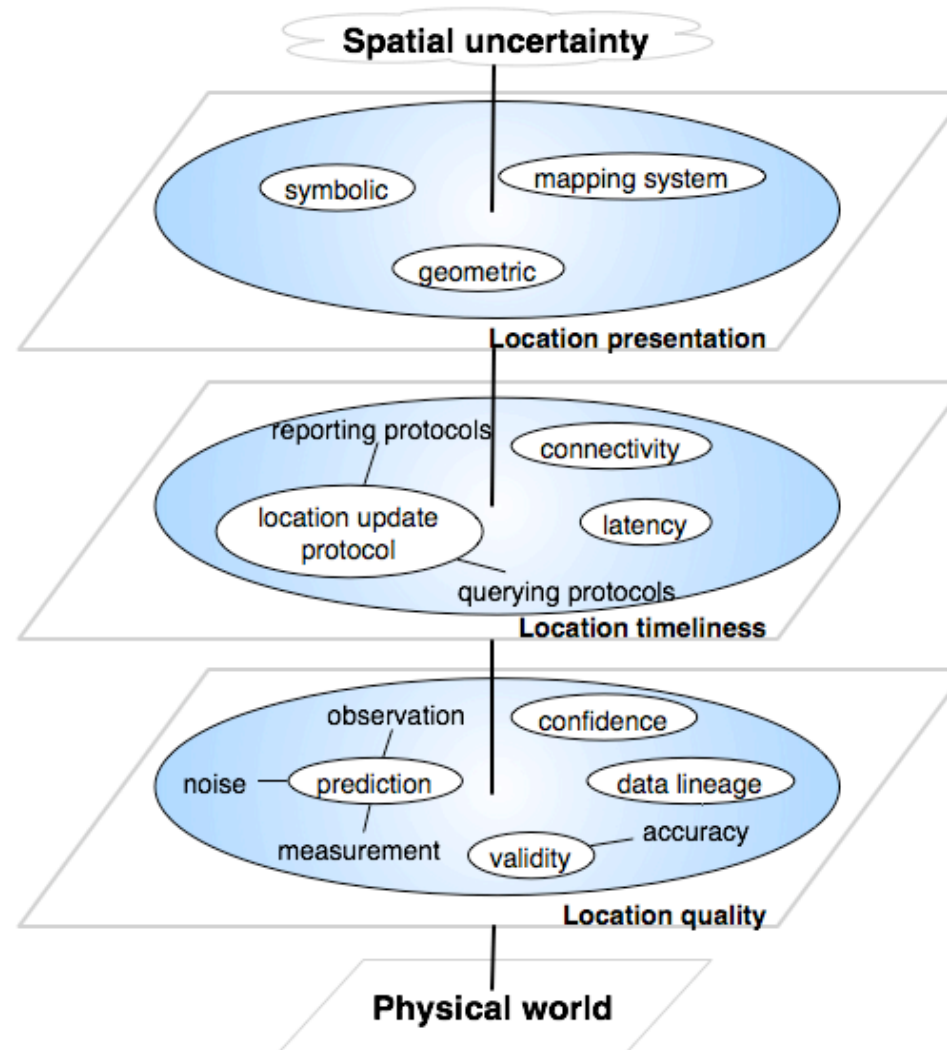 Spatial uncertainty
symbolic
mapping system
geometric
Location presentation
reporting protocols
connectivity
location update
protocol
latency
querying protocols
Location timeliness
observation
confidence
noise
prediction
data lineage
measurement
validity
accuracy
Location quality
Physical world